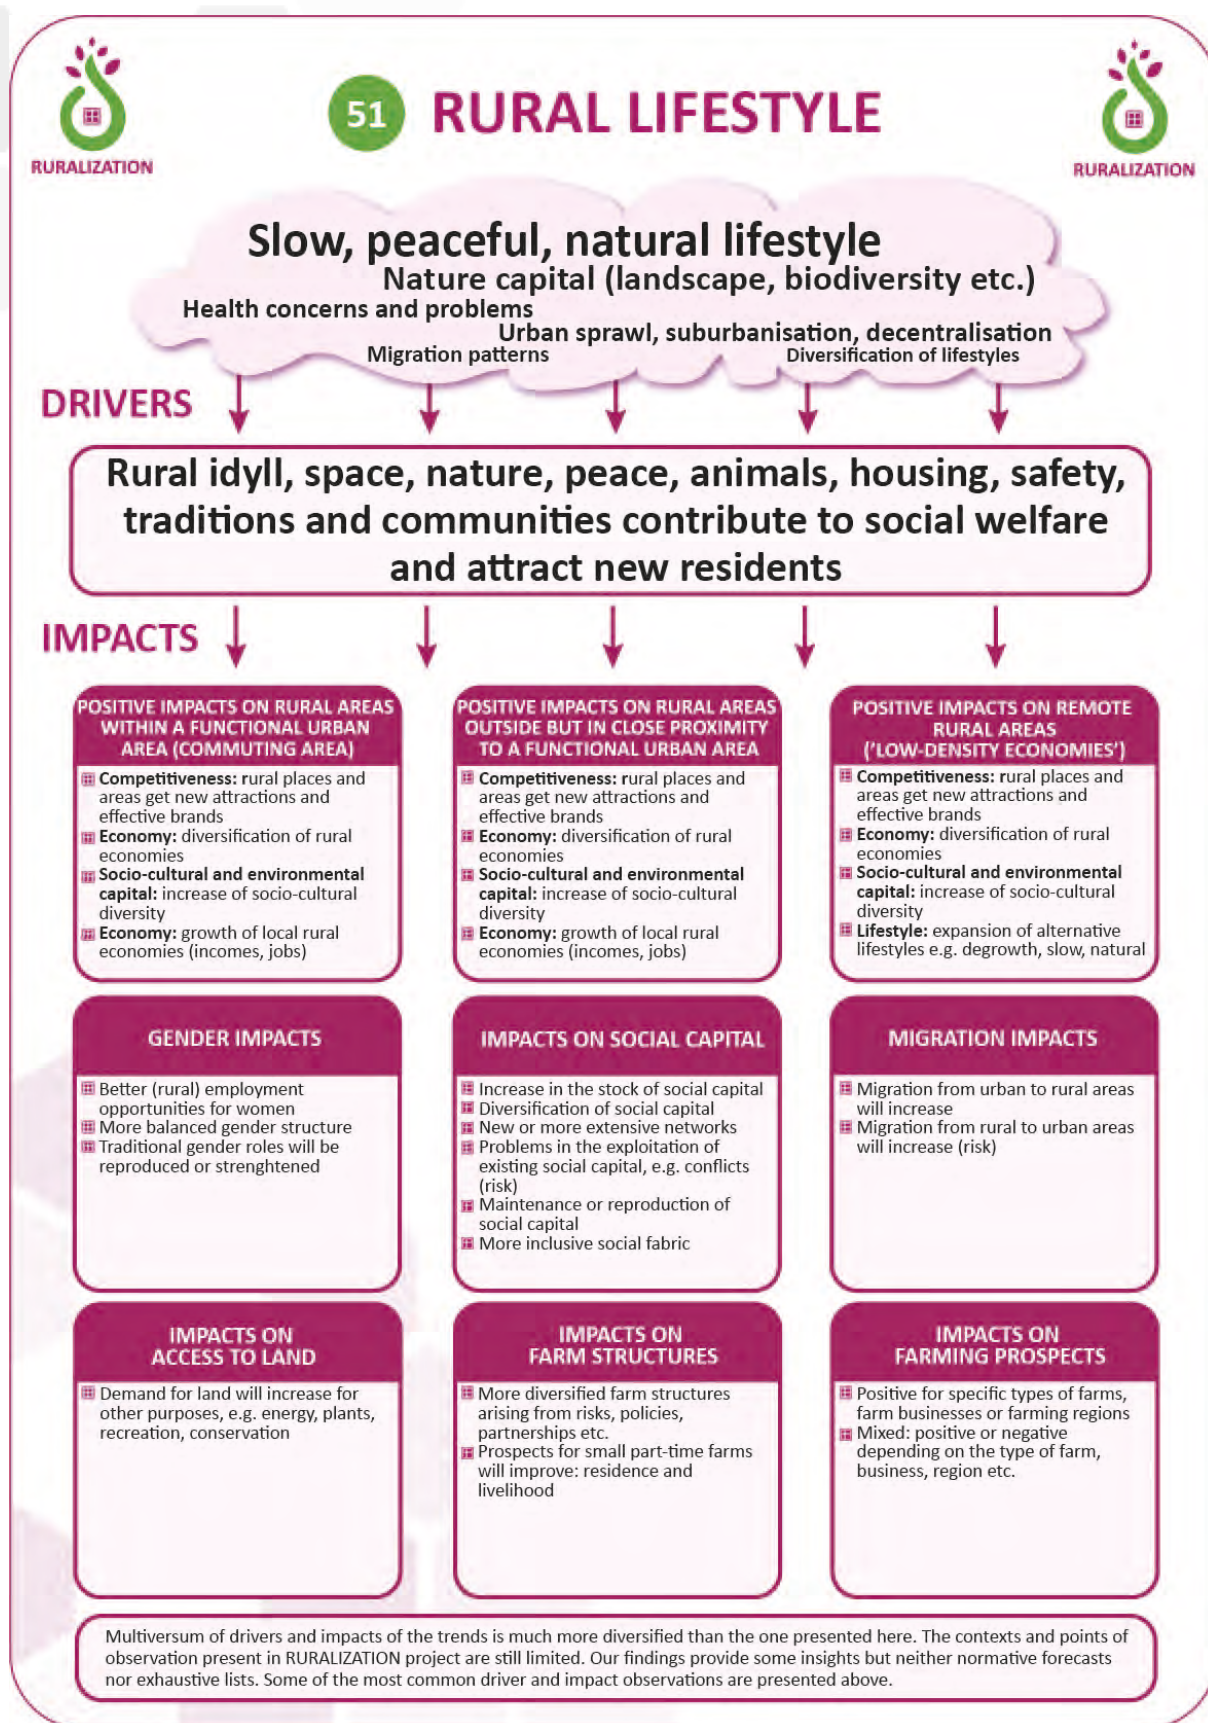 RURALIZATION
51 RURAL LIFESTYLE
RURALIZATION
Slow, peaceful, natural lifestyle
Nature capital (landscape, biodiversity etc.)
Health concerns and problems
Urban sprawl, suburbanisation, decentralisation
Migration patterns
Diversification of lifestyles
DRIVERS
Rural idyll, space, nature, peace, animals, housing, safety,
traditions and communities contribute to social welfare
and attract new residents
IMPACTS
POSITIVE IMPACTS ON RURAL AREAS
WITHIN A FUNCTIONAL URBAN
AREA (COMMUTING AREA)
Competitiveness: rural places and
areas get new attractions and
effective brands
Economy: diversification of rural
economies
Socio-cultural and environmental
capital: increase of socio-cultural
diversity
Economy: growth of local rural
economies (incomes, jobs)
POSITIVE IMPACTS ON RURAL AREAS
OUTSIDE BUT IN CLOSE PROXIMITY
TO A FUNCTIONAL URBAN AREA
Competitiveness: rural places and
areas get new attractions and
effective brands
Economy: diversification of rural
economies
Socio-cultural and environmental
capital: increase of socio-cultural
diversity
Economy: growth of local rural
economies (incomes, jobs)
POSITIVE IMPACTS ON REMOTE
RURAL AREAS
('LOW-DENSITY ECONOMIES')
Competitiveness: rural places and
areas get new attractions and
effective brands
Economy: diversification of rural
economies
Socio-cultural and environmental
capital: increase of socio-cultural
diversity
Lifestyle: expansion of alternative
lifestyles e.g. degrowth, slow, natural
GENDER IMPACTS
Better (rural) employment
opportunities for women
More balanced gender structure
Traditional gender roles will be
reproduced or strenghtened
IMPACTS ON SOCIAL CAPITAL
Increase in the stock of social capital
Diversification of social capital
New or more extensive networks
Problems in the exploitation of
existing social capital, e.g. conflicts
(risk)
Maintenance or reproduction of
social capital
More inclusive social fabric
MIGRATION IMPACTS
Migration from urban to rural areas
will increase
Migration from rural to urban areas
will increase (risk)
IMPACTS ON
ACCESS TO LAND
Demand for land will increase for
other purposes, e.g. energy, plants,
recreation, conservation
IMPACTS ON
FARM STRUCTURES
More diversified farm structures
arising from risks, policies,
partnerships etc.
Prospects for small part-time farms
will improve: residence and
livelihood
IMPACTS ON
FARMING PROSPECTS
Positive for specific types of farms,
farm businesses or farming regions
Mixed: positive or negative
depending on the type of farm,
business, region etc.
Multiversum of drivers and impacts of the trends is much more diversified than the one presented here. The contexts and points of
observation present in RURALIZATION project are still limited. Our findings provide some insights but neither normative forecasts
nor exhaustive lists. Some of the most common driver and impact observations are presented above.